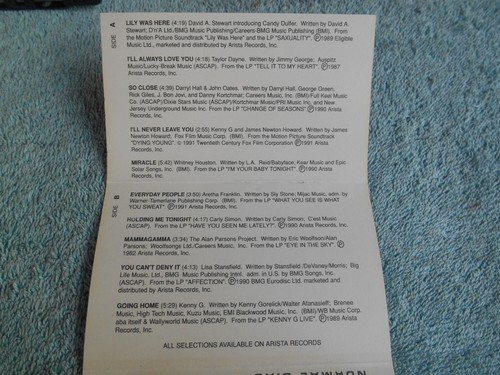 SIDE A
LILY WAS HERE (4:19) David A. Stewart introducing Candy Dulfer. Written by David A.
Stewart; D'n'A Ltd./BMG Music Publishing/Careers-BMG Music Publishing (BMI). From
the Motion Picture Soundtrack "Lily Was Here" and the LP "SAXUALITY". Ⓟ1989 Eligible
Music Ltd., marketed and distributed by Arista Records, Inc.
I'LL ALWAYS LOVE YOU (4:18) Taylor Dayne. Written by Jimmy George; Auspitz
Music/Lucky-Break Music (ASCAP). From the LP "TELL IT TO MY HEART". Ⓟ1987
Arista Records, Inc.
SO CLOSE (4:39) Darryl Hall & John Oates. Written by Darryl Hall, George Green,
Rick Giles, J. Bon Jovi, and Danny Kortchmar; Careers Music, Inc. (BMI)/Full Keel Music
Co. (ASCAP)/Dixie Stars Music (ASCAP)/Kortchmar Music/PRI Music Inc. and New
Jersey Underground Music Inc. From the LP "CHANGE OF SEASONS".Ⓟ1990 Arista
Records, Inc.
I'LL NEVER LEAVE YOU (2:55) Kenny G and James Newton Howard. Written by James
Newton Howard; Fox Film Music Corp. (BMI). From the Motion Picture Soundtrack
"DYING YOUNG". © 1991 Twentieth Century Fox Film Corporation Ⓟ1991 Arista
Records, Inc.
MIRACLE (5:42) Whitney Houston. Written by L.A. Reid/Babyface; Kear Music and Epic
Solar Songs, Inc. (BMI). From the LP "I'M YOUR BABY TONIGHT". Ⓟ1990 Arista
Records, Inc.
SIDE B
EVERYDAY PEOPLE (3:50) Aretha Franklin. Written by Sly Stone; Mijac Music, adm. by
Warner-Tamerlane Publishing Corp. (BMI). From the LP "WHAT YOU SEE IS WHAT
YOU SWEAT". Ⓟ1991 Arista Records, Inc.
HOLDING ME TONIGHT (4:17) Carly Simon. Written by Carly Simon; C'est Music
(ASCAP). From the LP "HAVE YOU SEEN ME LATELY?". Ⓟ1990 Arista Records, Inc.
MAMMAGAMMA (3:34) The Alan Parsons Project. Written by Eric Woolfson/Alan
Parsons; Woolfsongs Ltd./Careers Music, Inc. From the LP "EYE IN THE SKY". Ⓟ
1982 Arista Records, Inc.
YOU CAN'T DENY IT (4:13) Lisa Stansfield. Written by Stansfield /DeVaney/Morris; Big
Life Music, Ltd., BMG Music Publishing Intnl. adm. in U.S. by BMG Songs, Inc.
(ASCAP). From the LP "AFFECTION". Ⓟ1990 BMG Eurodisc Ltd. marketed and
distributed by Arista Records, Inc.
GOING HOME (5:29) Kenny G. Written by Kenny Gorelick/Walter Afanasieff; Brenee
Music, High Tech Music, Kuzu Music, EMI Blackwood Music, Inc. (BMI)/WB Music Corp.
aba itself & Wallyworld Music (ASCAP). From the LP "KENNY G LIVE". Ⓟ1989 Arista
Records, Inc.
ALL SELECTIONS AVAILABLE ON ARISTA RECORDS